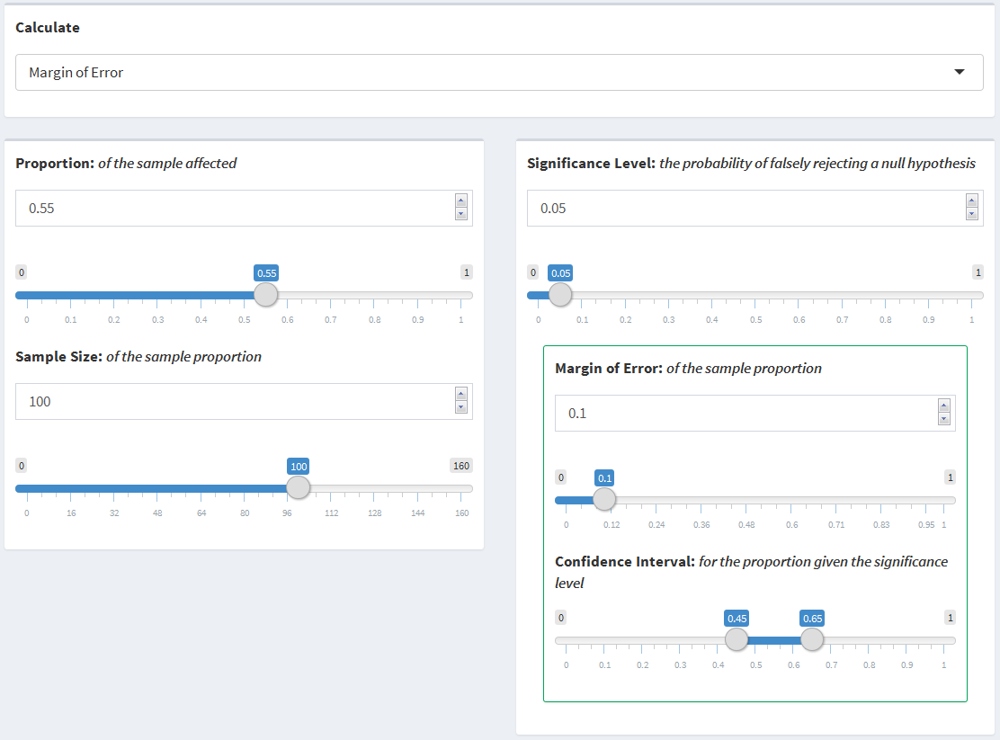 Calculate
Margin of Error
Proportion: of the sample affected
0.55
0 0.55 1
0 0.1 0.2 0.3 0.4 0.5 0.6 0.7 0.8 0.9 1
Sample Size: of the sample proportion
100
0 100 160
0 16 32 48 64 80 96 112 128 144 160
Significance Level: the probability of falsely rejecting a null hypothesis
0.05
0 0.05 1
0 0.1 0.2 0.3 0.4 0.5 0.6 0.7 0.8 0.9 1
Margin of Error: of the sample proportion
0.1
0 0.1 1
0 0.12 0.24 0.36 0.48 0.6 0.71 0.83 0.95 1
Confidence Interval: for the proportion given the significance
level
0 0.45 0.65 1
0 0.1 0.2 0.3 0.4 0.5 0.6 0.7 0.8 0.9 1